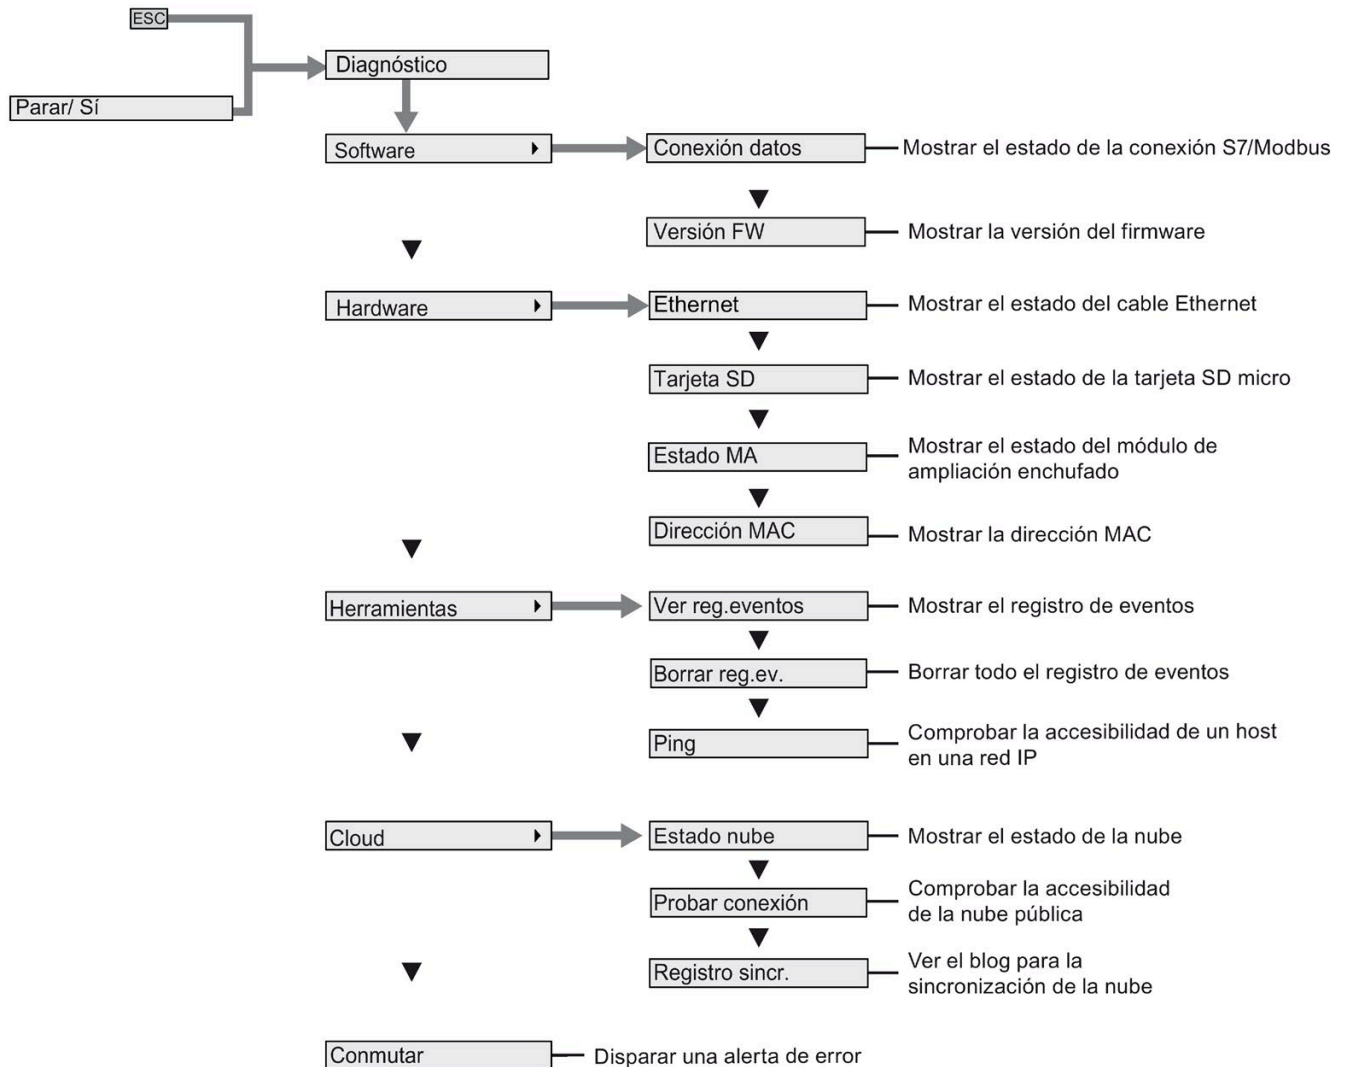 ESC
Diagnóstico
Parar/ Sí
Software
Conexión datos
Mostrar el estado de la conexión S7/Modbus
Versión FW
Mostrar la versión del firmware
Hardware
Ethernet
Mostrar el estado del cable Ethernet
Tarjeta SD
Mostrar el estado de la tarjeta SD micro
Estado MA
Mostrar el estado del módulo de
ampliación enchufado
Dirección MAC
Mostrar la dirección MAC
Herramientas
Ver reg.eventos
Mostrar el registro de eventos
Borrar reg.ev.
Borrar todo el registro de eventos
Ping
Comprobar la accesibilidad de un host
en una red IP
Cloud
Estado nube
Mostrar el estado de la nube
Probar conexión
Comprobar la accesibilidad
de la nube pública
Registro sincr.
Ver el blog para la
sincronización de la nube
Conmutar
Disparar una alerta de error